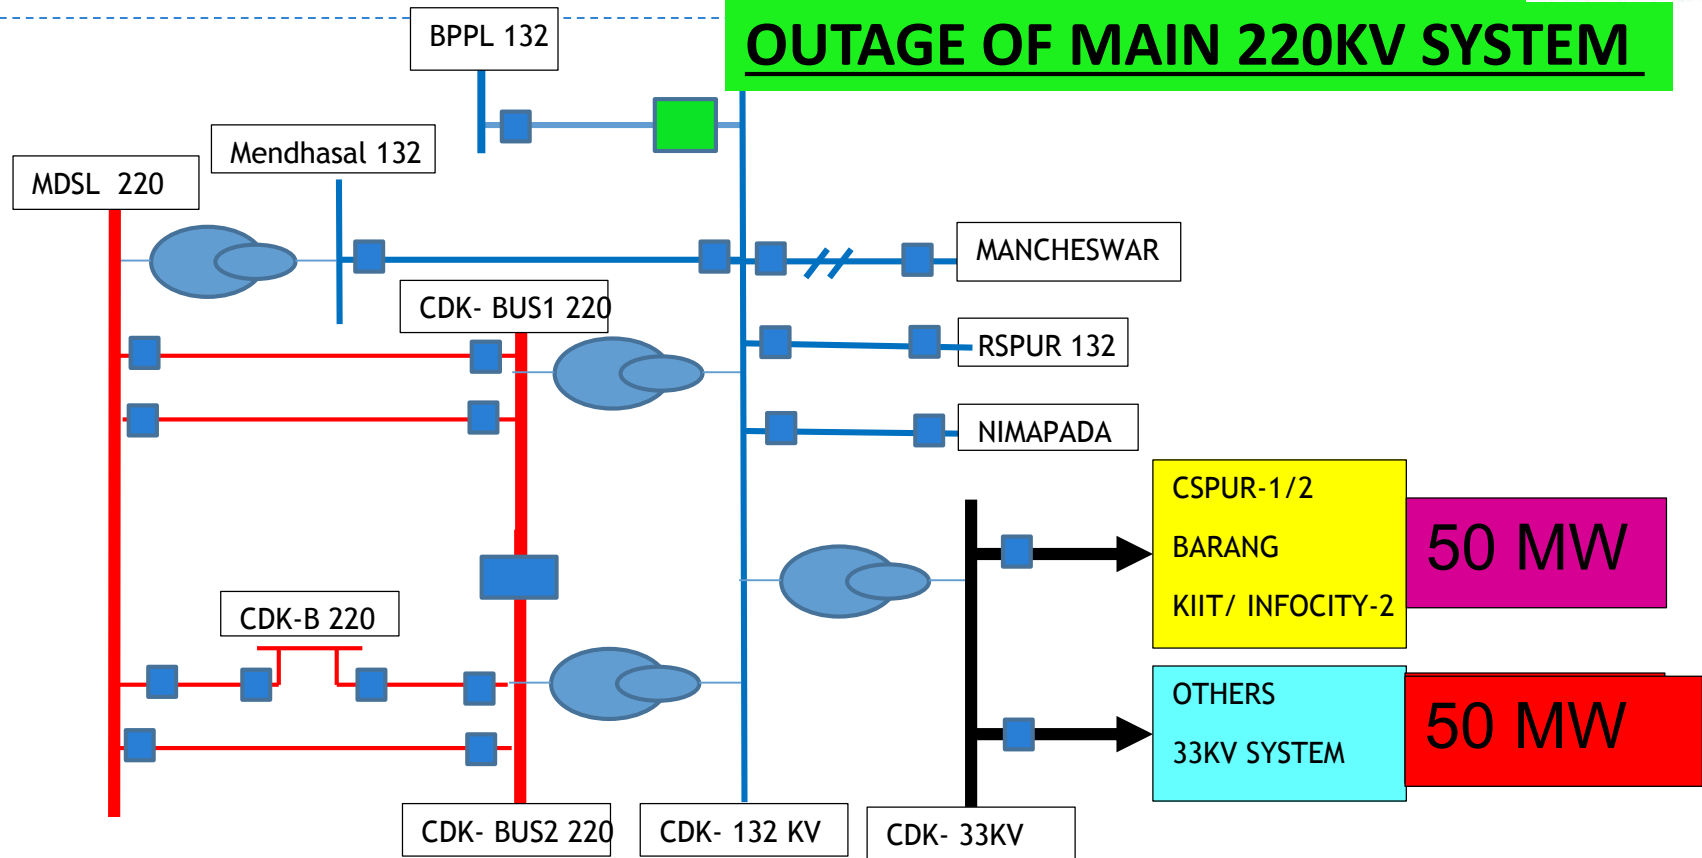 OUTAGE OF MAIN 220KV SYSTEM
BPPL 132
Mendhasal 132
MDSL 220
MANCHESWAR
CDK- BUS1 220
RSPUR 132
NIMAPADA
CSPUR-1/2
BARANG
KIIT/ INFOCITY-2
50 MW
CDK-B 220
OTHERS
33KV SYSTEM
50 MW
CDK- BUS2 220
CDK- 132 KV
CDK- 33KV